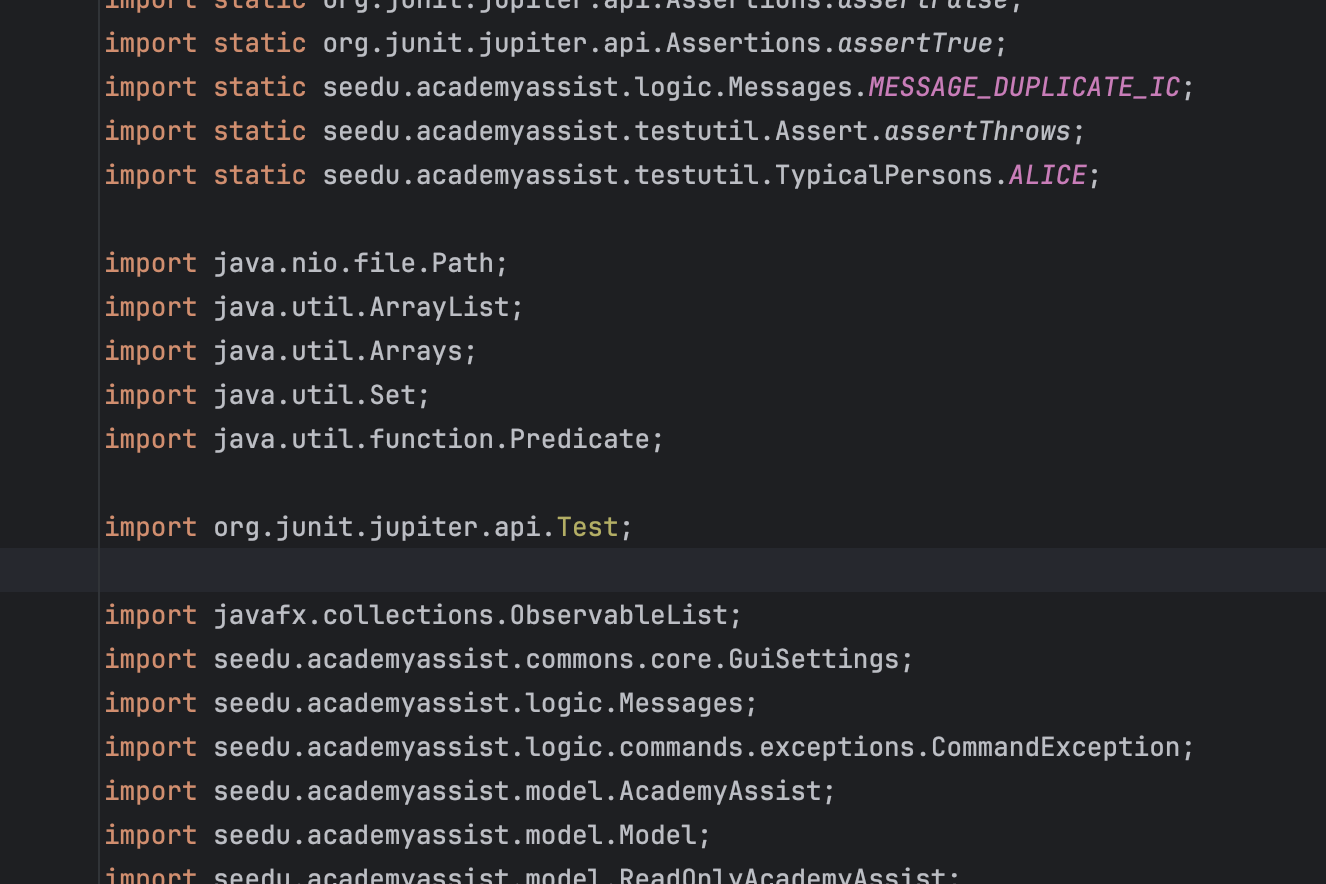 import static org.junit.jupiter.api.Assertions.assertFalse;
import static org.junit.jupiter.api.Assertions.assertTrue;
import static seedu.academyassist.logic.Messages.MESSAGE_DUPLICATE_IC;
import static seedu.academyassist.testutil.Assert.assertThrows;
import static seedu.academyassist.testutil.TypicalPersons.ALICE;
import java.nio.file.Path;
import java.util.ArrayList;
import java.util.Arrays;
import java.util.Set;
import java.util.function.Predicate;
import org.junit.jupiter.api.Test;
import javafx.collections.ObservableList;
import seedu.academyassist.commons.core.GuiSettings;
import seedu.academyassist.logic.Messages;
import seedu.academyassist.logic.commands.exceptions.CommandException;
import seedu.academyassist.model.AcademyAssist;
import seedu.academyassist.model.Model;
import seedu.academyassist.model.ReadOnlyAcademyAssist;